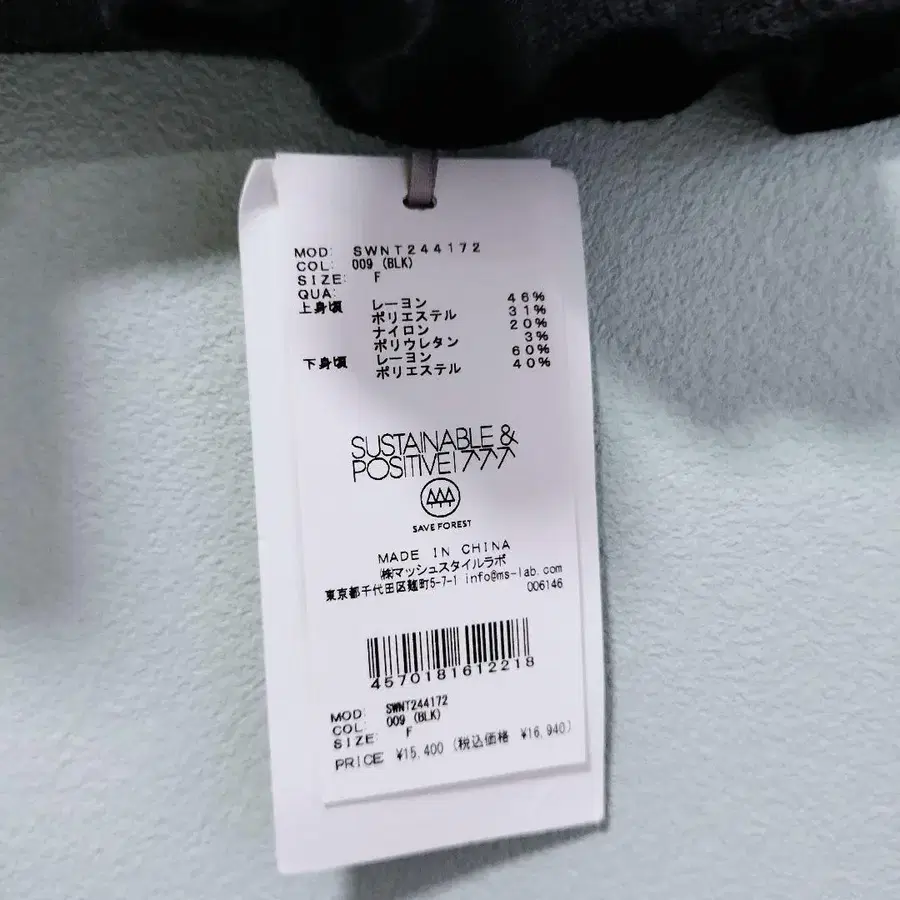 MOD: SWNT244172
COL: 009 (BLK)
SIZE: F
QUA:
上身頃 レーヨン 46%
ポリエステル 31%
ナイロン 20%
ポリウレタン 3%
下身頃 レーヨン 60%
ポリエステル 40%
SUSTAINABLE &
POSITIVE!
SAVE FOREST
MADE IN CHINA
㈱マッシュスタイルラボ
東京都千代田区麹町5-7-1 info@ms-lab.com
006146
4570181612218
MOD: SWNT244172
COL: 009 (BLK)
SIZE: F
PRICE ¥15,400 (税込価格 ¥16,940)